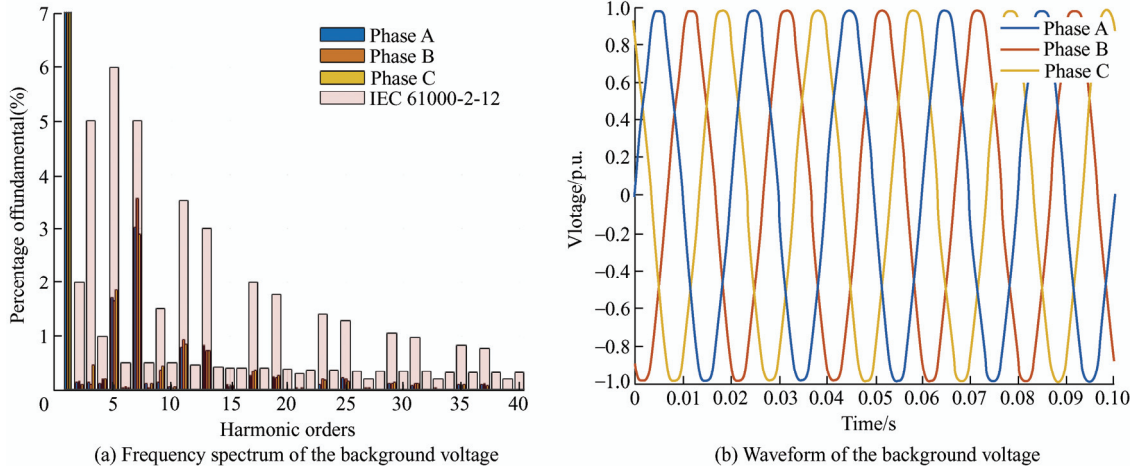 7
6
5
4
3
2
1
0
5
10
15
20
25
30
35
40
Percentage offundamental(%)
Harmonic orders
Phase A
Phase B
Phase C
IEC 61000-2-12
(a) Frequency spectrum of the background voltage
1.0
0.8
0.4
0.2
0
0.2
−0.4
−0.6
−0.8
−1.0
0
0.01
0.02
0.03
0.04
0.05
0.06
0.07
0.08
0.09
0.10
Vlotage/p.u.
Time/s
Phase A
Phase B
Phase C
(b) Waveform of the background voltage